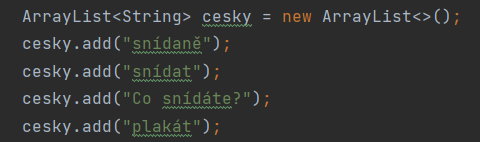 ArrayList<String> cesky = new ArrayList<>();
cesky.add("snídaně");
cesky.add("snídat");
cesky.add("Co snídáte?");
cesky.add("plakát");